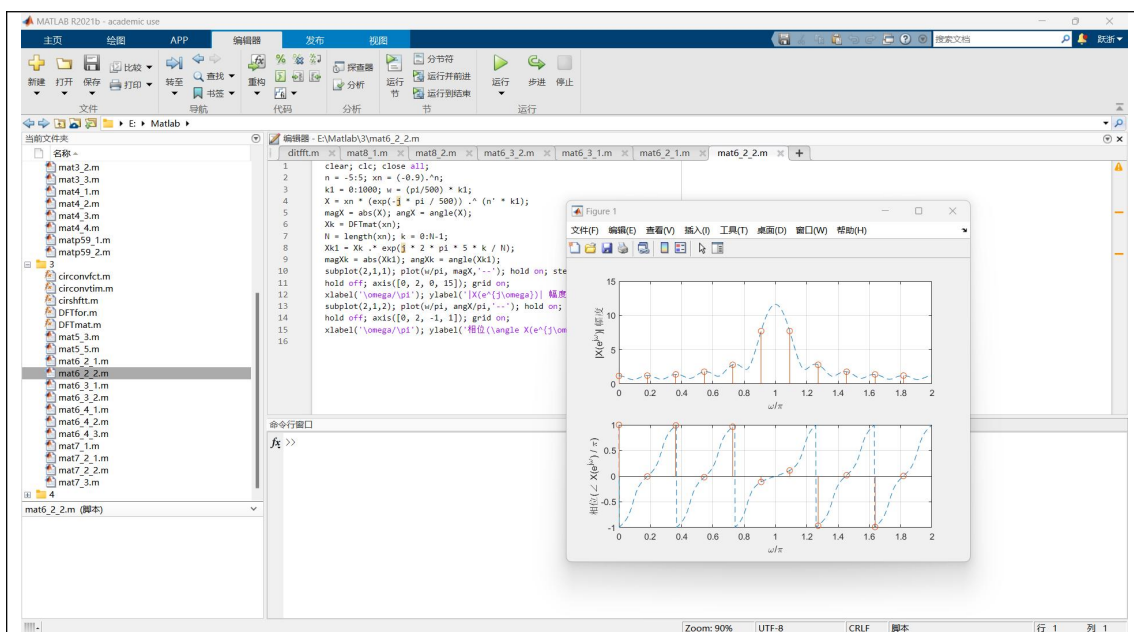 MATLAB R2021b - academic use
主页 绘图 APP 编辑器 发布 视图 搜索文档 跃浙
新建 打开 保存 比较 打印 转至 查找 书签 重构 探查器 分析 运行节 分节符 运行并前进 运行到结束 运行 步进 停止
文件 导航 代码 分析 节 运行
E: Matlab
当前文件夹
名称
mat3_2.m
mat3_3.m
mat4_1.m
mat4_2.m
mat4_3.m
mat4_4.m
matp59_1.m
matp59_2.m
3
circonvfct.m
circonvtim.m
cirshftt.m
DFTfor.m
DFTmat.m
mat5_3.m
mat5_5.m
mat6_2_1.m
mat6_2_2.m
mat6_3_1.m
mat6_3_2.m
mat6_4_1.m
mat6_4_2.m
mat6_4_3.m
mat7_1.m
mat7_2_1.m
mat7_2_2.m
mat7_3.m
4
mat6_2_2.m (脚本)
编辑器 - E:\Matlab\3\mat6_2_2.m
ditfft.m mat8_1.m mat8_2.m mat6_3_2.m mat6_3_1.m mat6_2_1.m mat6_2_2.m
1 clear; clc; close all;
2 n = -5:5; xn = (-0.9).^n;
3 k1 = 0:1000; w = (pi/500) * k1;
4 X = xn * (exp(-j * pi / 500)) .^ (n' * k1);
5 magX = abs(X); angX = angle(X);
6 Xk = DFTmat(xn);
7 N = length(xn); k = 0:N-1;
8 Xk1 = Xk .* exp(j * 2 * pi * 5 * k / N);
9 magXk = abs(Xk1); angXk = angle(Xk1);
10 subplot(2,1,1); plot(w/pi, magX,'--'); hold on; ste
11 hold off; axis([0, 2, 0, 15]); grid on;
12 xlabel('\omega/\pi'); ylabel('|X(e^{j\omega})| 幅度
13 subplot(2,1,2); plot(w/pi, angX/pi,'--'); hold on;
14 hold off; axis([0, 2, -1, 1]); grid on;
15 xlabel('\omega/\pi'); ylabel('相位(\angle X(e^{j\om
16
命令行窗口
fx >>
Figure 1
文件(F) 编辑(E) 查看(V) 插入(I) 工具(T) 桌面(D) 窗口(W) 帮助(H)
15
10
5
0
|X(e^{jω})| 幅度
0 0.2 0.4 0.6 0.8 1 1.2 1.4 1.6 1.8 2
ω/π
1
0.5
0
-0.5
-1
相位(∠ X(e^{jω}) / π)
0 0.2 0.4 0.6 0.8 1 1.2 1.4 1.6 1.8 2
ω/π
Zoom: 90% UTF-8 CRLF 脚本 行 1 列 1